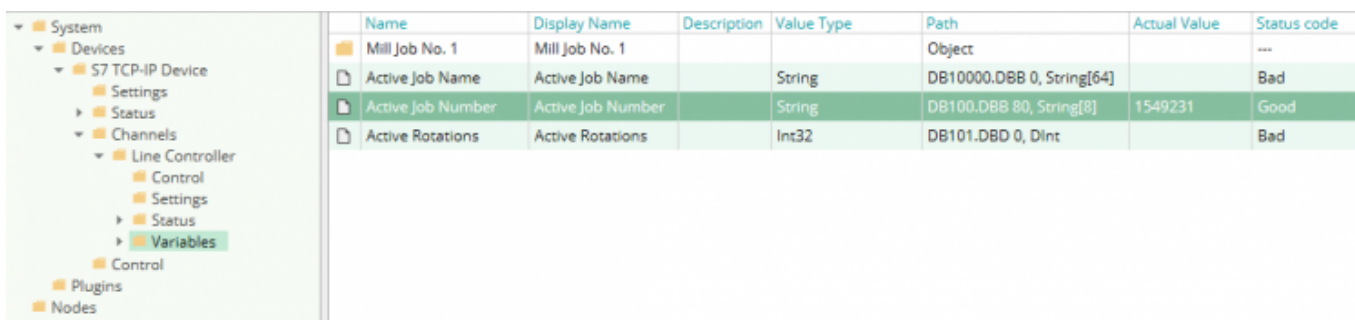 System
Devices
S7 TCP-IP Device
Settings
Status
Channels
Line Controller
Control
Settings
Status
Variables
Control
Plugins
Nodes
Name Display Name Description Value Type Path Actual Value Status code
Mill Job No. 1 Mill Job No. 1 Object ---
Active Job Name Active Job Name String DB10000.DBB 0, String[64] Bad
Active Job Number Active Job Number String DB100.DBB 80, String[8] 1549231 Good
Active Rotations Active Rotations Int32 DB101.DBD 0, DInt Bad